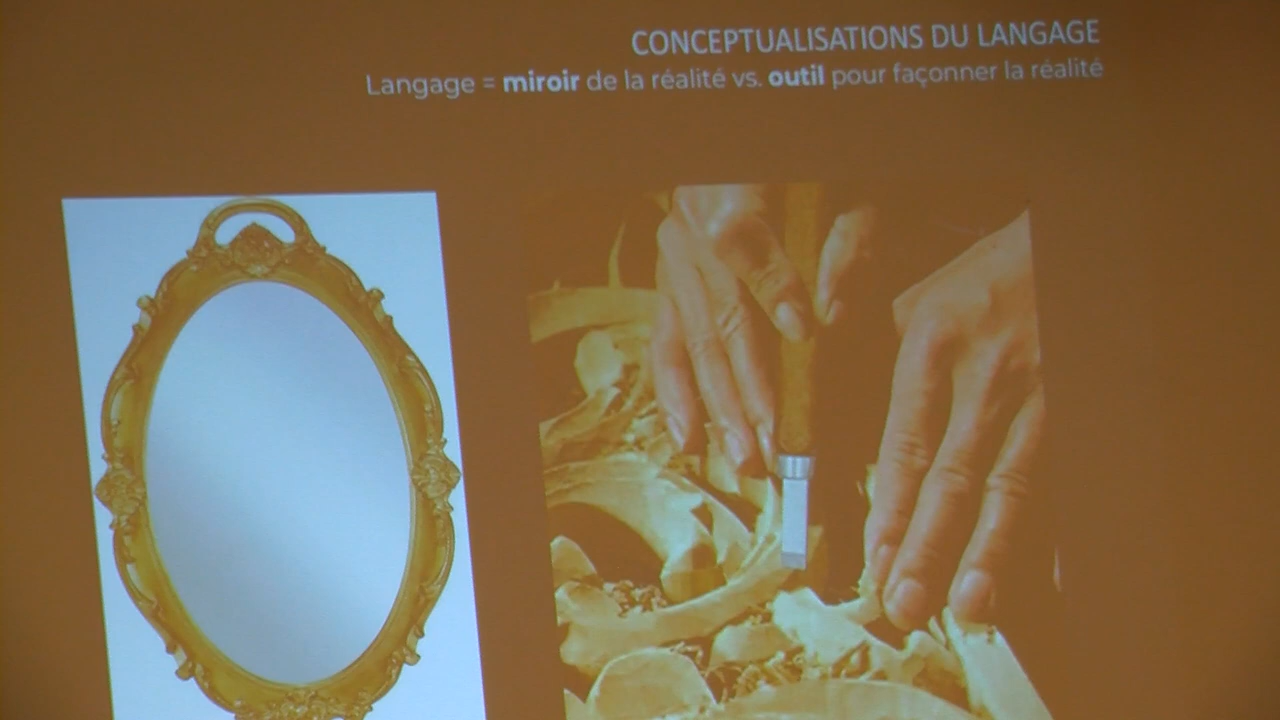 CONCEPTUALISATIONS DU LANGAGE
Langage = miroir de la réalité vs. outil pour façonner la réalité